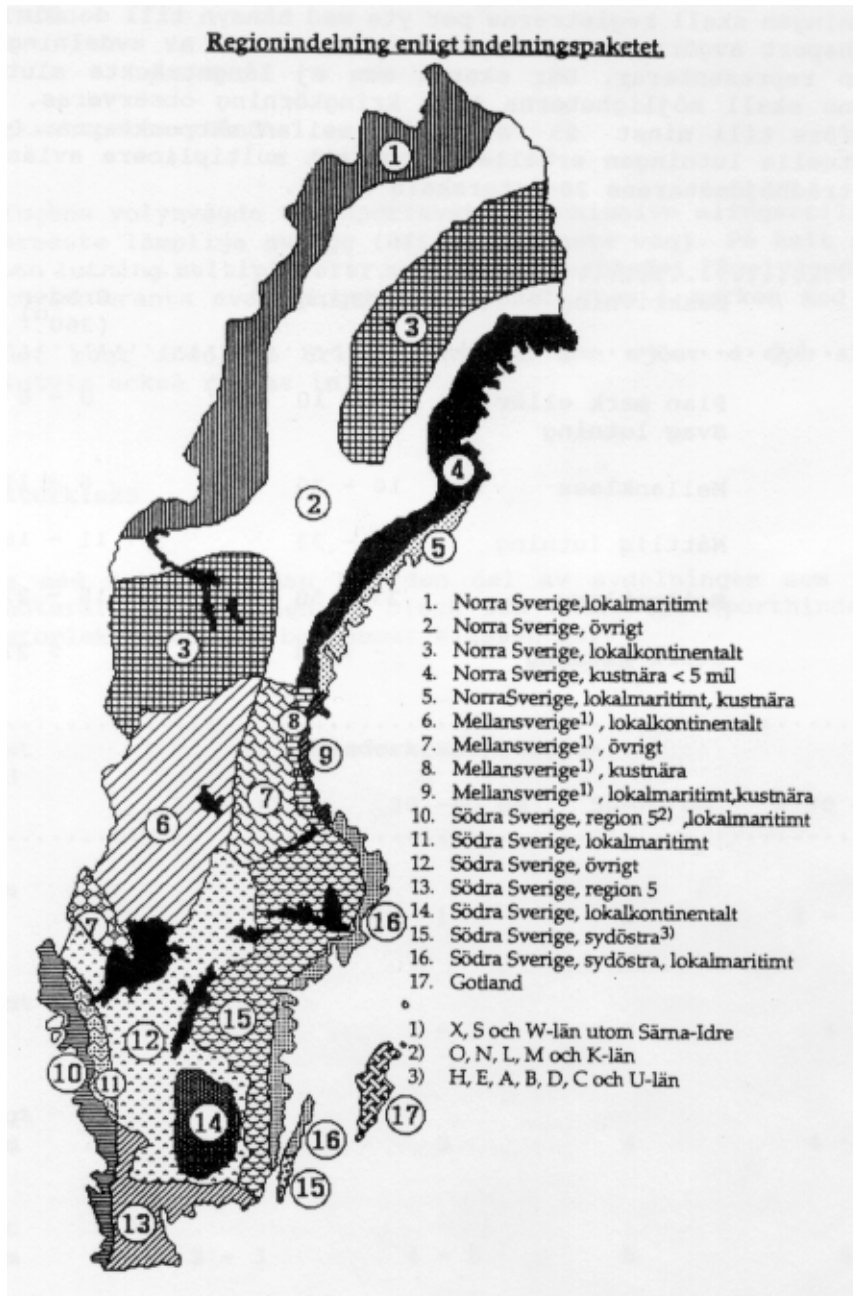 Regionindelning enligt indelningspaketet.
1
3
2
4
5
3
8
9
7
6
7
16
15
12
10
11
14
17
16
15
13
1. Norra Sverige,lokalmaritimt
2. Norra Sverige, övrigt
3. Norra Sverige, lokalkontinentalt
4. Norra Sverige, kustnära < 5 mil
5. NorraSverige, lokalmaritimt, kustnära
6. Mellansverige1) , lokalkontinentalt
7. Mellansverige1), övrigt
8. Mellansverige1) , kustnära
9. Mellansverige1) , lokalmaritimt,kustnära
10. Södra Sverige, region 52) ,lokalmaritimt
11. Södra Sverige, lokalmaritimt
12. Södra Sverige, övrigt
13. Södra Sverige, region 5
14. Södra Sverige, lokalkontinentalt
15. Södra Sverige, sydöstra3)
16. Södra Sverige, sydöstra, lokalmaritimt
17. Gotland
1) X, S och W-län utom Särna-Idre
2) O, N, L, M och K-län
3) H, E, A, B, D, C och U-län